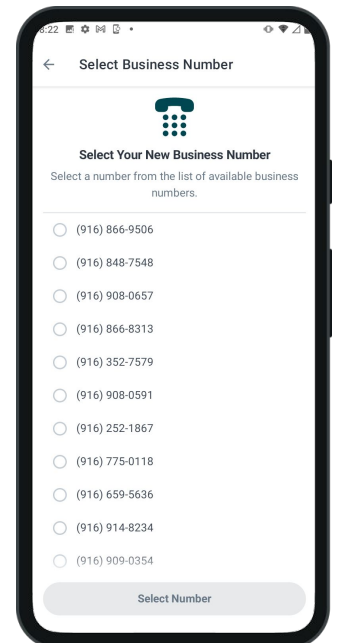 8:22
Select Business Number
Select Your New Business Number
Select a number from the list of available business
numbers.
(916) 866-9506
(916) 848-7548
(916) 908-0657
(916) 866-8313
(916) 352-7579
(916) 908-0591
(916) 252-1867
(916) 775-0118
(916) 659-5636
(916) 914-8234
(916) 909-0354
Select Number